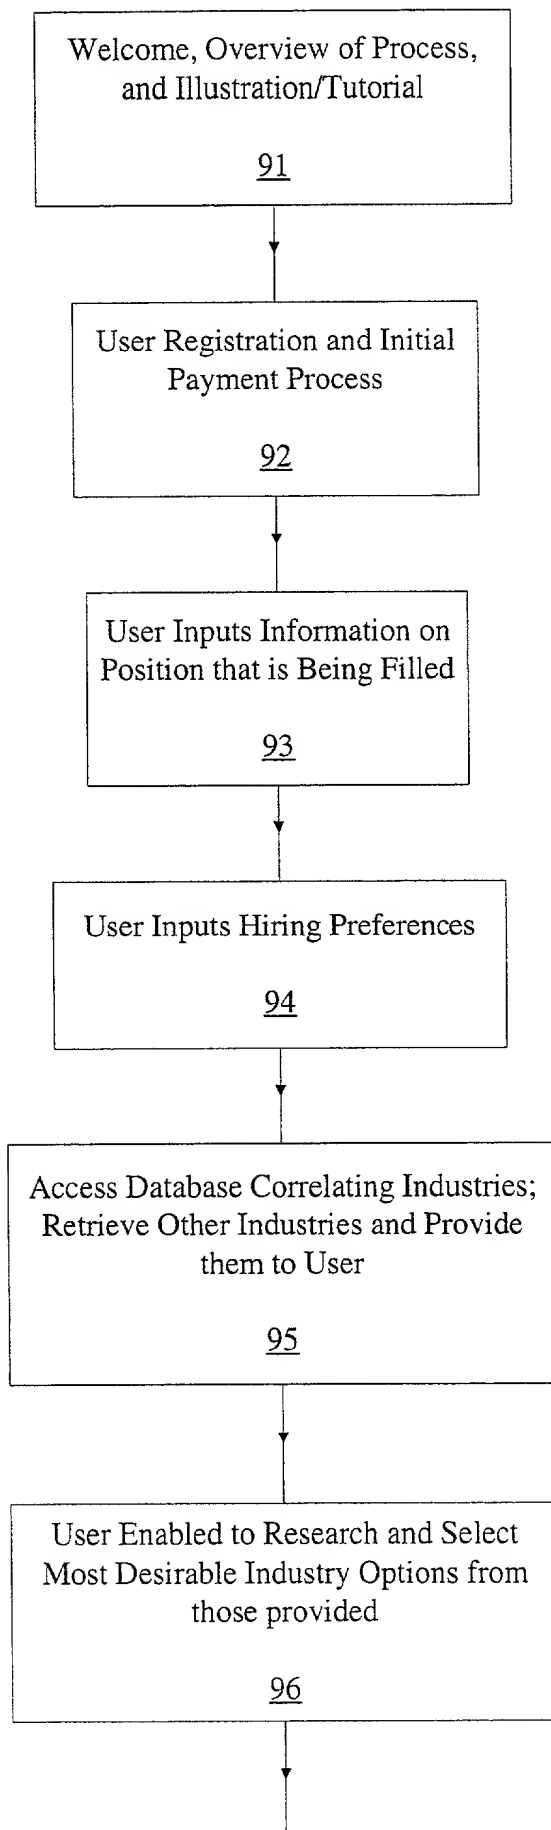 Welcome, Overview of Process,
and Illustration/Tutorial
91
User Registration and Initial
Payment Process
92
User Inputs Information on
Position that is Being Filled
93
User Inputs Hiring Preferences
94
Access Database Correlating Industries;
Retrieve Other Industries and Provide
them to User
95
User Enabled to Research and Select
Most Desirable Industry Options from
those provided
96